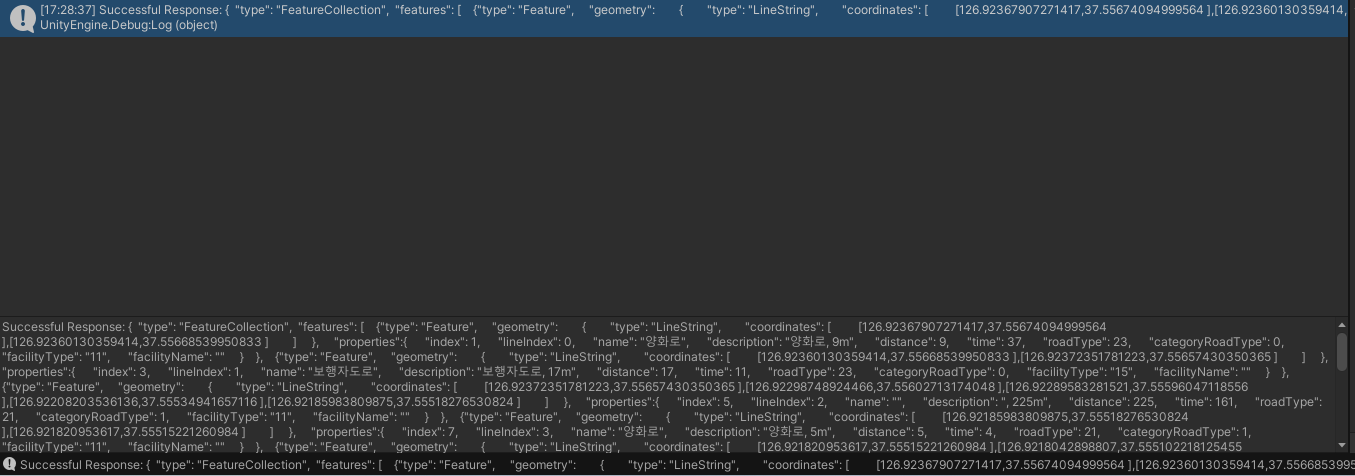 [17:28:37] Successful Response: { "type": "FeatureCollection", "features": [ {"type": "Feature", "geometry": { "type": "LineString", "coordinates": [ [126.92367907271417,37.55674094999564 ],[126.92360130359414,
UnityEngine.Debug:Log (object)
Successful Response: { "type": "FeatureCollection", "features": [ {"type": "Feature", "geometry": { "type": "LineString", "coordinates": [ [126.92367907271417,37.55674094999564
],[126.92360130359414,37.55668539950833 ] ] }, "properties":{ "index": 1, "lineIndex": 0, "name": "양화로", "description": "양화로, 9m", "distance": 9, "time": 37, "roadType": 23, "categoryRoadType": 0,
"facilityType": "11", "facilityName": "" } }, {"type": "Feature", "geometry": { "type": "LineString", "coordinates": [ [126.92360130359414,37.55668539950833 ],[126.92372351781223,37.55657430350365 ] ] },
"properties":{ "index": 3, "lineIndex": 1, "name": "보행자도로", "description": "보행자도로, 17m", "distance": 17, "time": 11, "roadType": 23, "categoryRoadType": 0, "facilityType": "15", "facilityName": "" } },
{"type": "Feature", "geometry": { "type": "LineString", "coordinates": [ [126.92372351781223,37.55657430350365 ],[126.92298748924466,37.55602713174048 ],[126.92289583281521,37.55596047118556
],[126.92208203536136,37.55534941657116 ],[126.92185983809875,37.55518276530824 ] ] }, "properties":{ "index": 5, "lineIndex": 2, "name": "", "description": ", 225m", "distance": 225, "time": 161, "roadType":
21, "categoryRoadType": 1, "facilityType": "11", "facilityName": "" } }, {"type": "Feature", "geometry": { "type": "LineString", "coordinates": [ [126.92185983809875,37.55518276530824
],[126.921820953617,37.55515221260984 ] ] }, "properties":{ "index": 7, "lineIndex": 3, "name": "양화로", "description": "양화로, 5m", "distance": 5, "time": 4, "roadType": 21, "categoryRoadType": 1,
"facilityType": "11", "facilityName": "" } }, {"type": "Feature", "geometry": { "type": "LineString", "coordinates": [ [126.921820953617,37.55515221260984 ],[126.9218042898807,37.555102218125455
Successful Response: { "type": "FeatureCollection", "features": [ {"type": "Feature", "geometry": { "type": "LineString", "coordinates": [ [126.92367907271417,37.55674094999564 ],[126.92360130359414,37.556685399